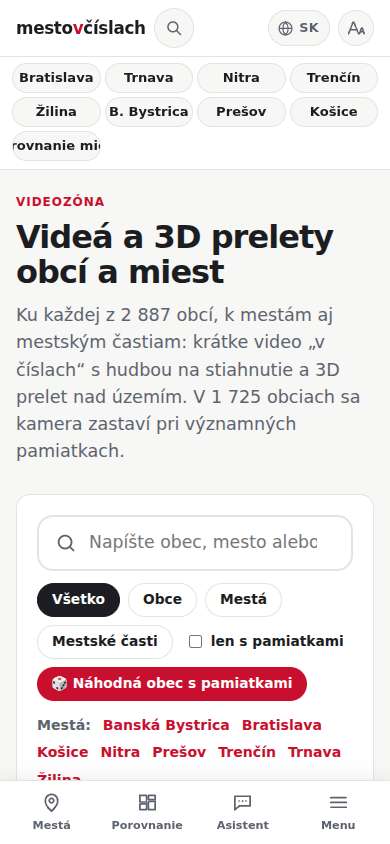 mestovčíslach
SK
Bratislava Trnava Nitra Trenčín
Žilina B. Bystrica Prešov Košice
VIDEOZÓNA
Videá a 3D prelety
obcí a miest
Ku každej z 2 887 obcí, k mestám aj
mestským častiam: krátke video „v
číslach“ s hudbou na stiahnutie a 3D
prelet nad územím. V 1 725 obciach sa
kamera zastaví pri významných
pamiatkach.
Napíšte obec, mesto alebo
Všetko Obce Mestá
Mestské časti len s pamiatkami
🎲 Náhodná obec s pamiatkami
Mestá: Banská Bystrica Bratislava
Košice Nitra Prešov Trenčín Trnava
Žilina
Mestá Porovnanie Asistent Menu